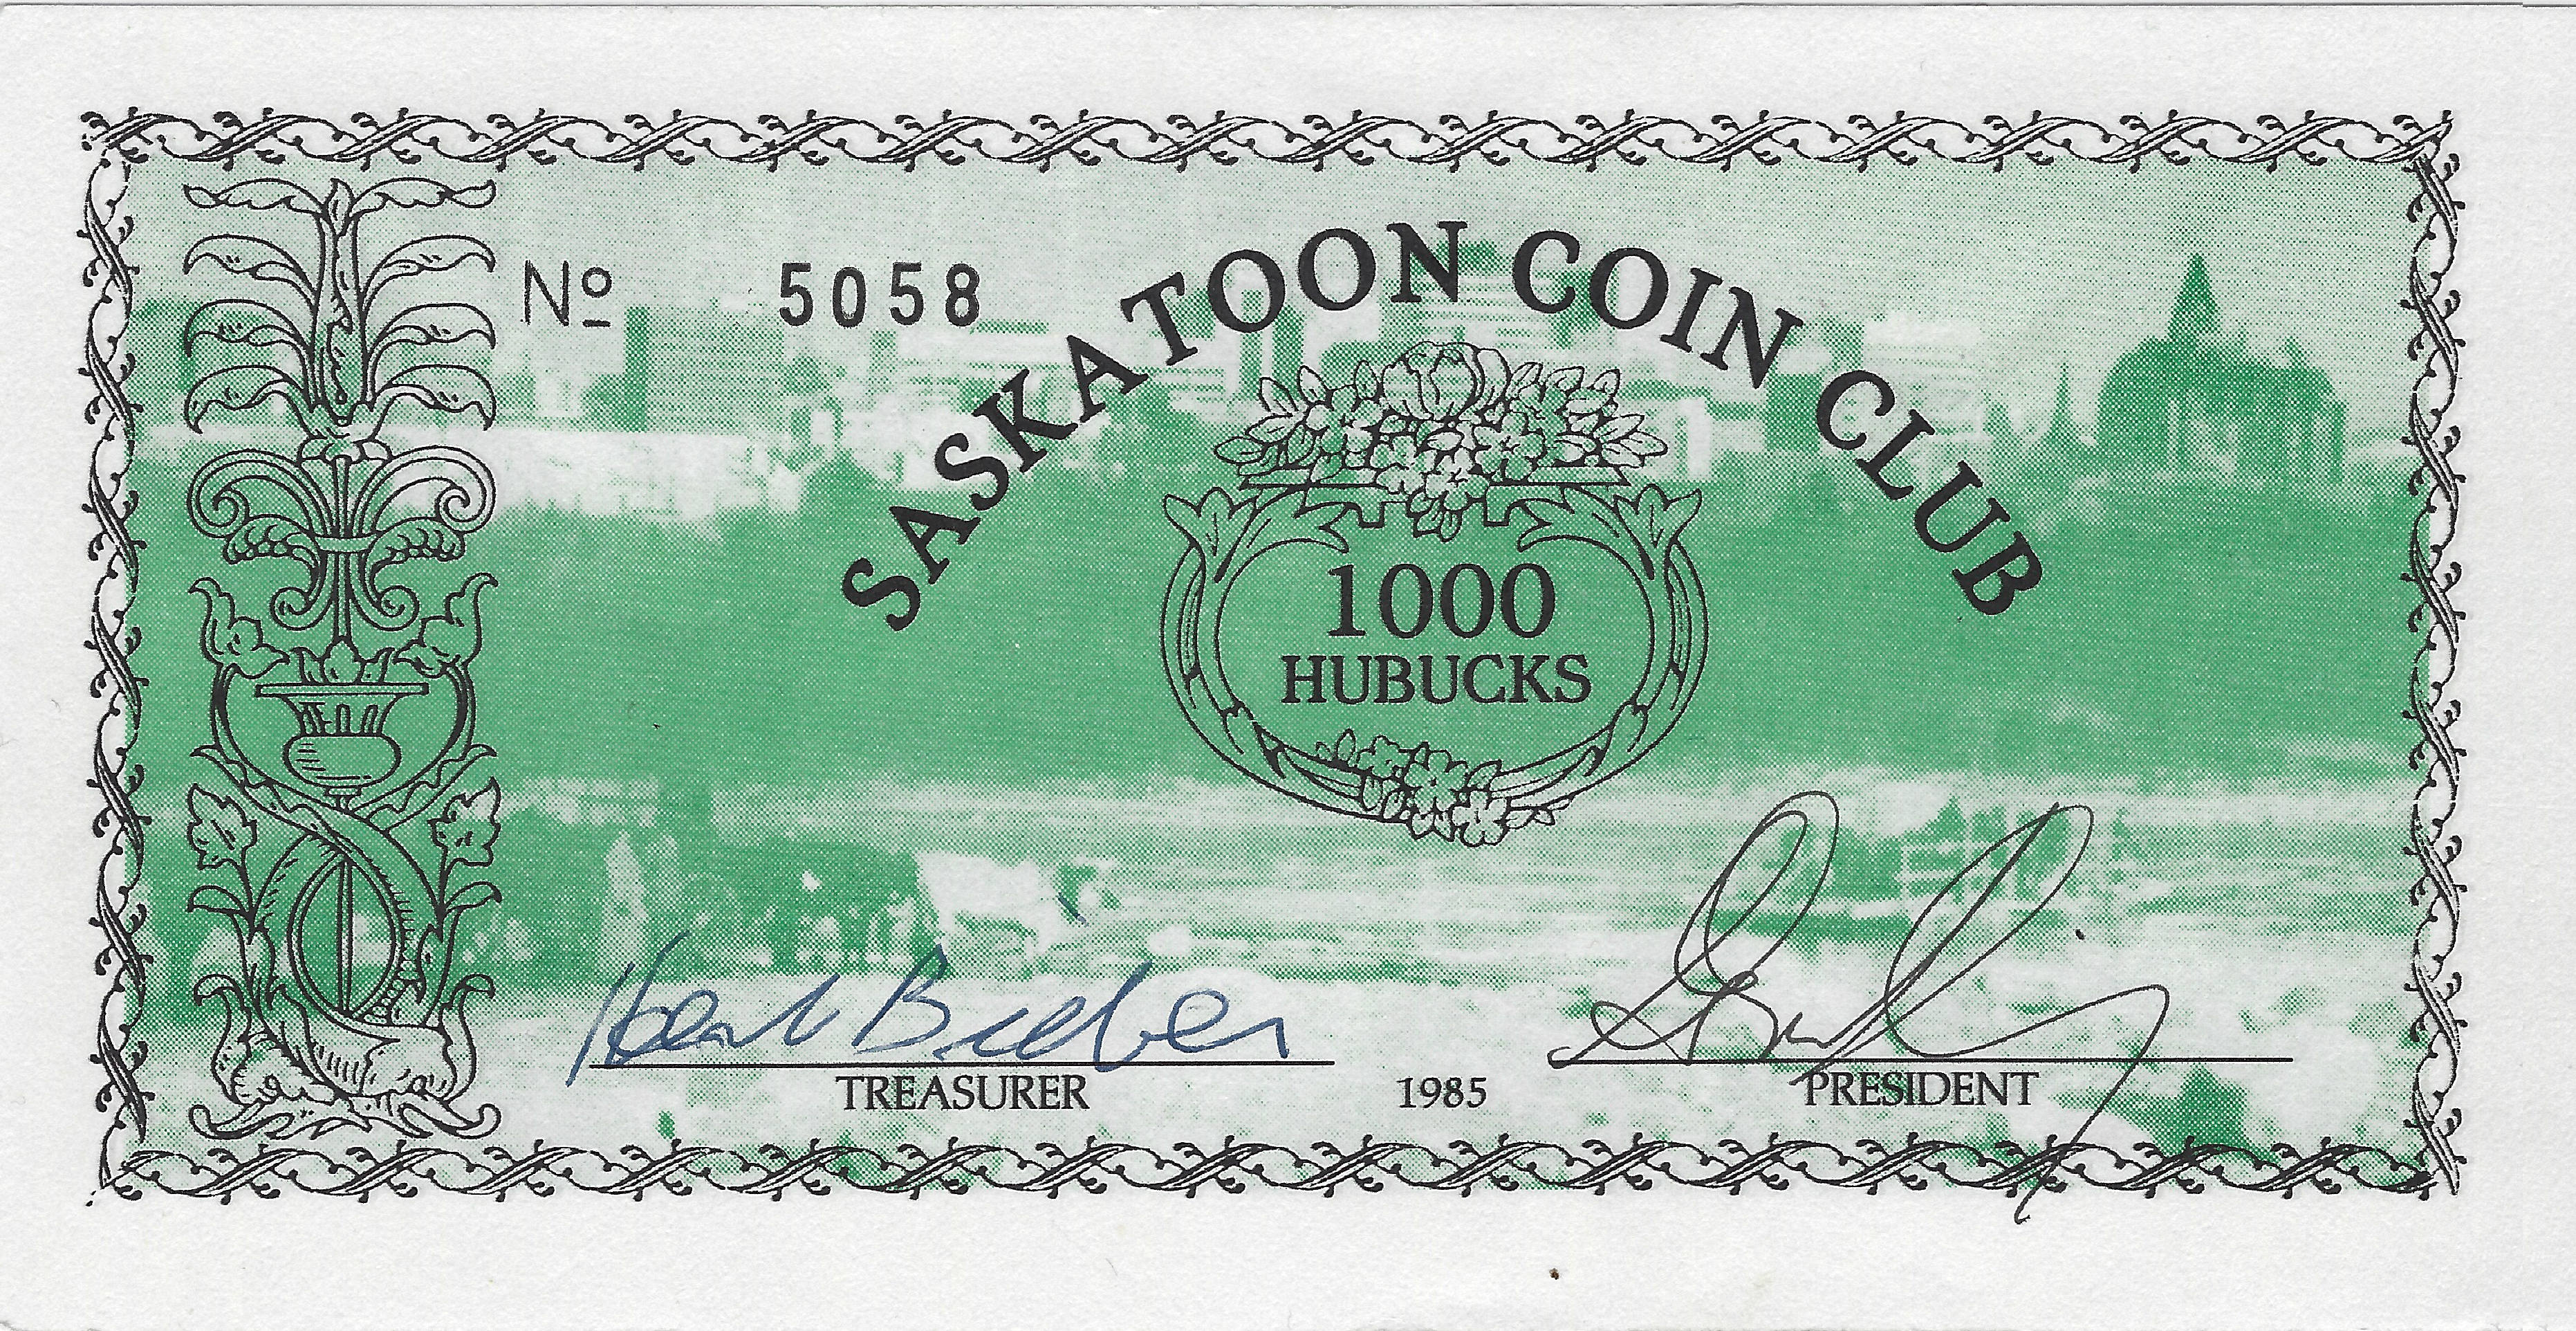 Nº 5058
SASKATOON COIN CLUB
1000
HUBUCKS
TREASURER
1985
PRESIDENT